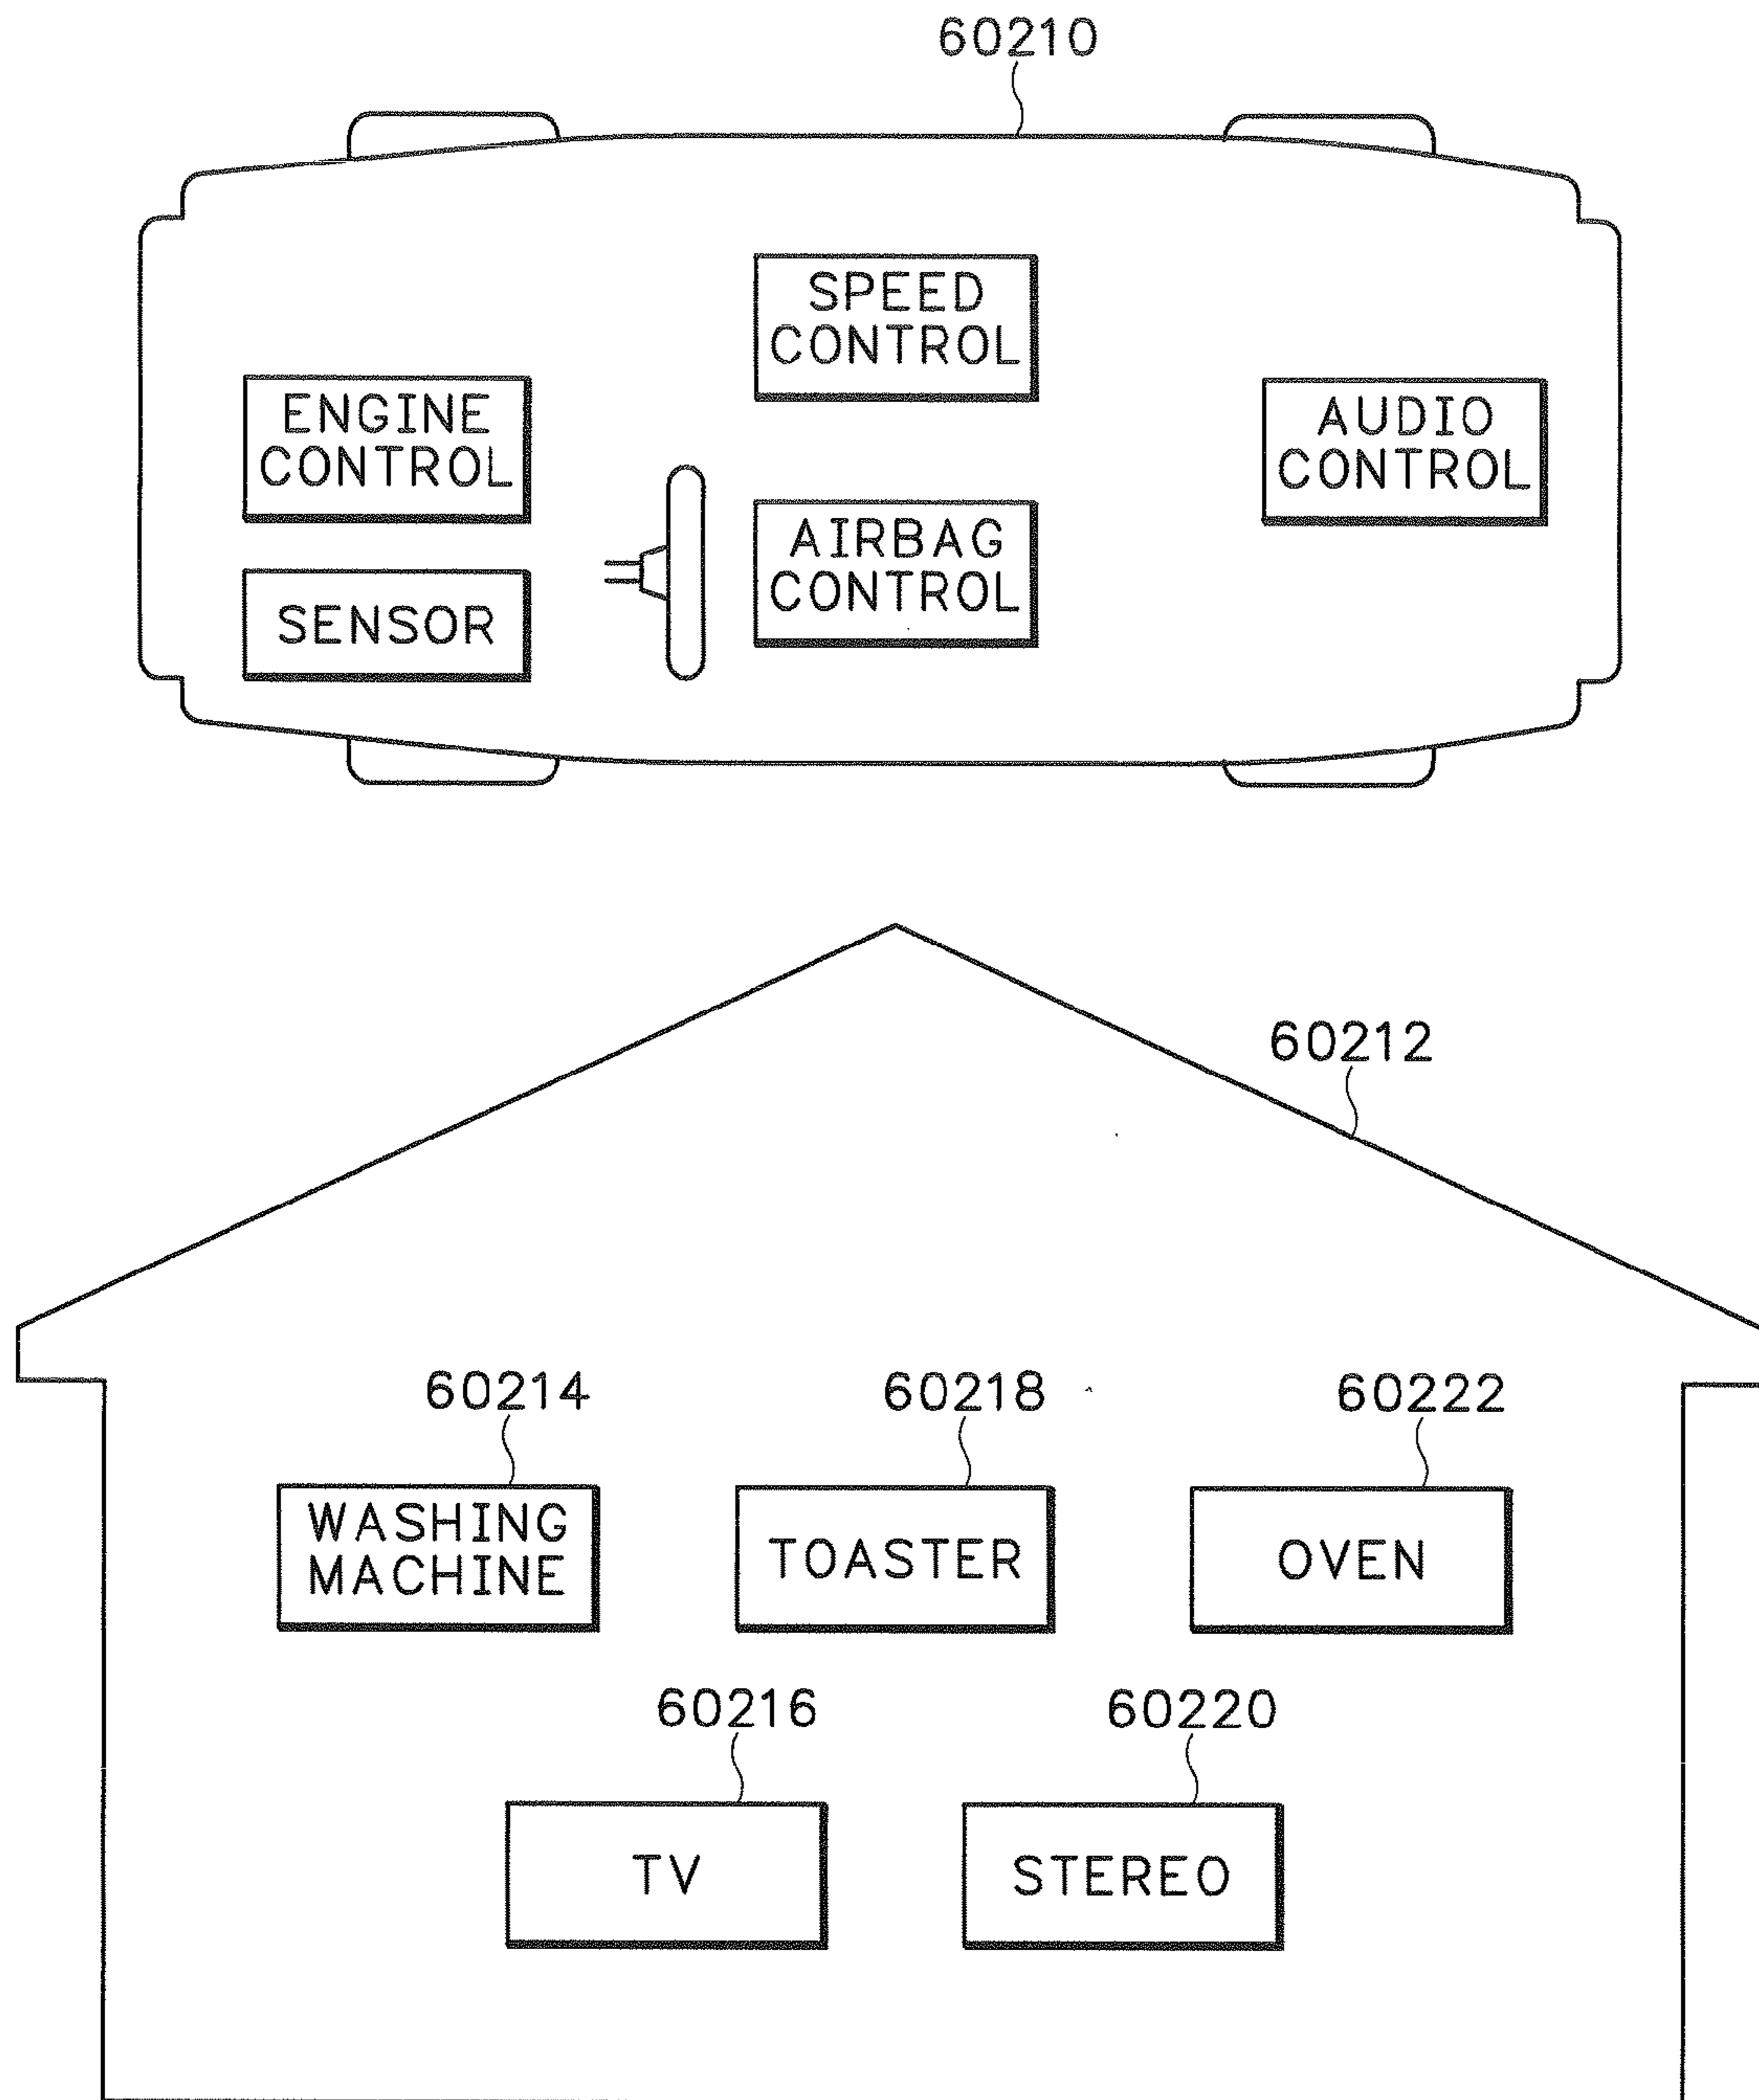 60210
SPEED
CONTROL
ENGINE
CONTROL
AUDIO
CONTROL
AIRBAG
CONTROL
SENSOR
60212
60214
60218
60222
WASHING
MACHINE
TOASTER
OVEN
60216
60220
TV
STEREO